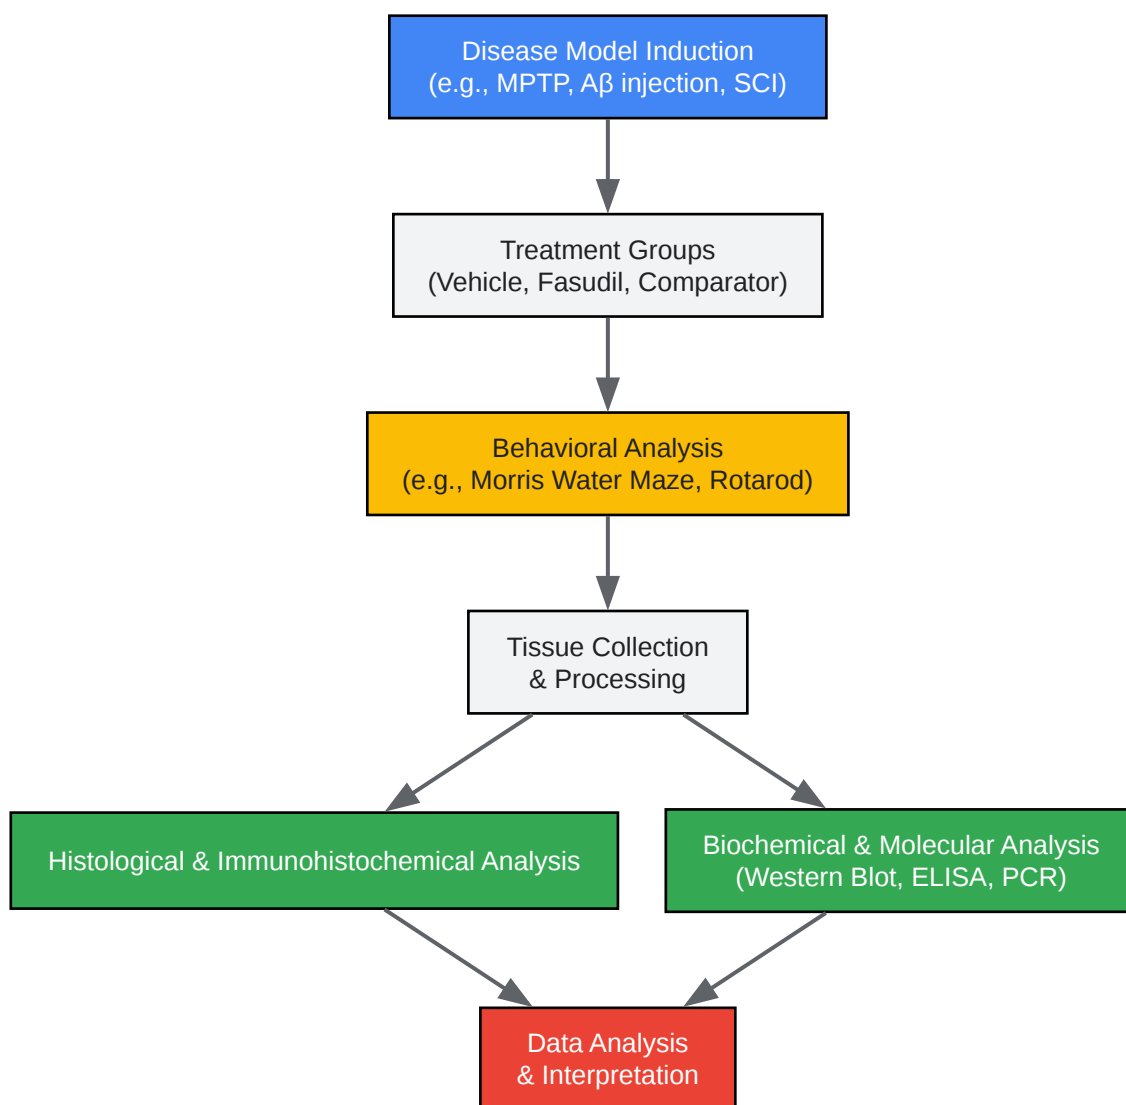 Disease Model Induction
(e.g., MPTP, Aβ injection, SCI)
Treatment Groups
(Vehicle, Fasudil, Comparator)
Behavioral Analysis
(e.g., Morris Water Maze, Rotarod)
Tissue Collection
& Processing
Histological & Immunohistochemical Analysis
Biochemical & Molecular Analysis
(Western Blot, ELISA, PCR)
Data Analysis
& Interpretation